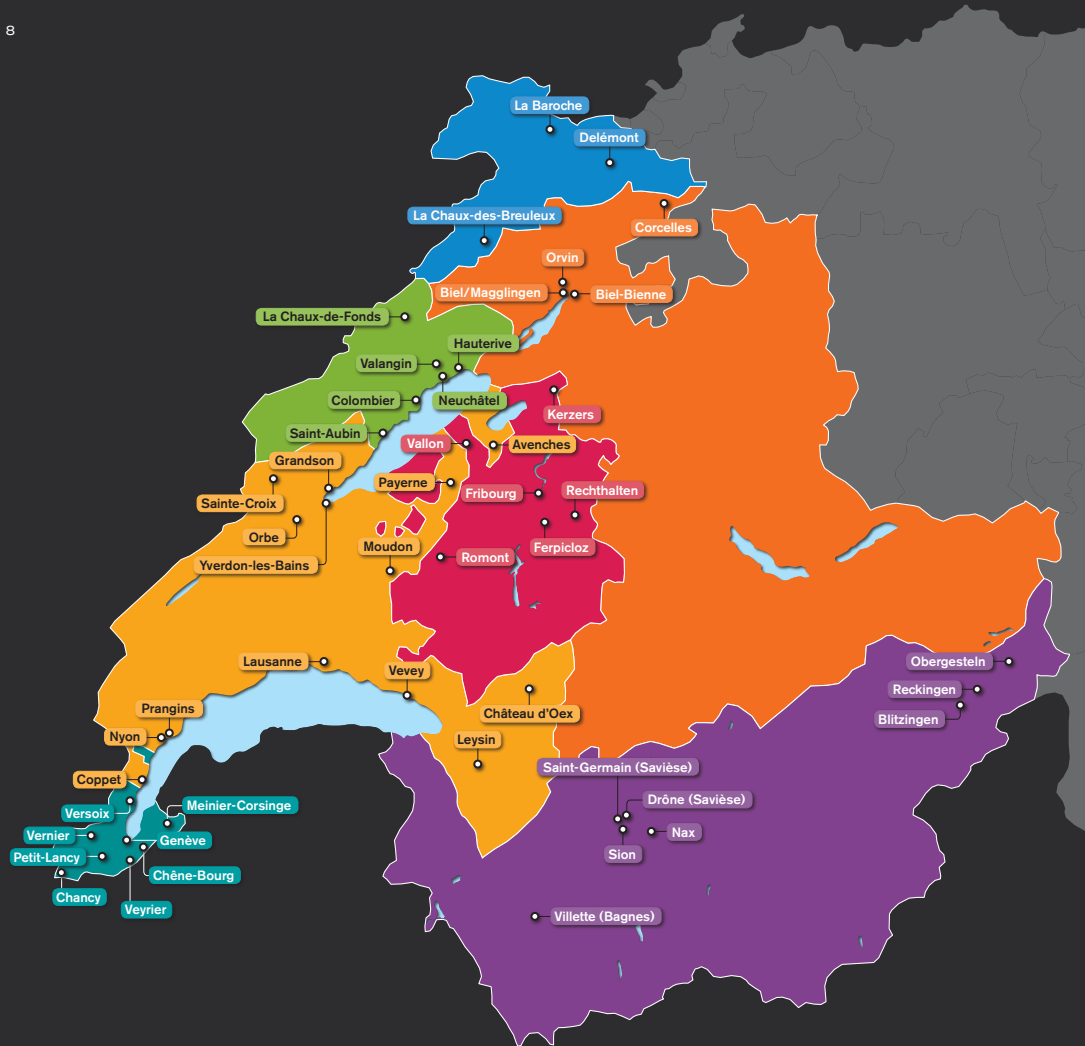 8
La Baroche
Delémont
La Chaux-des-Breuleux
Corcelles
Orvin
Biel/Magglingen
Biel-Bienne
La Chaux-de-Fonds
Hauterive
Valangin
Colombier
Neuchâtel
Kerzers
Saint-Aubin
Vallon
Avenches
Grandson
Payerne
Fribourg
Rechthalten
Sainte-Croix
Orbe
Moudon
Ferpicloz
Yverdon-les-Bains
Romont
Lausanne
Vevey
Obergesteln
Reckingen
Prangins
Château d'Oex
Blitzingen
Nyon
Leysin
Coppet
Saint-Germain (Savièse)
Versoix
Meinier-Corsinge
Drône (Savièse)
Vernier
Genève
Nax
Petit-Lancy
Sion
Chêne-Bourg
Chancy
Veyrier
Villette (Bagnes)